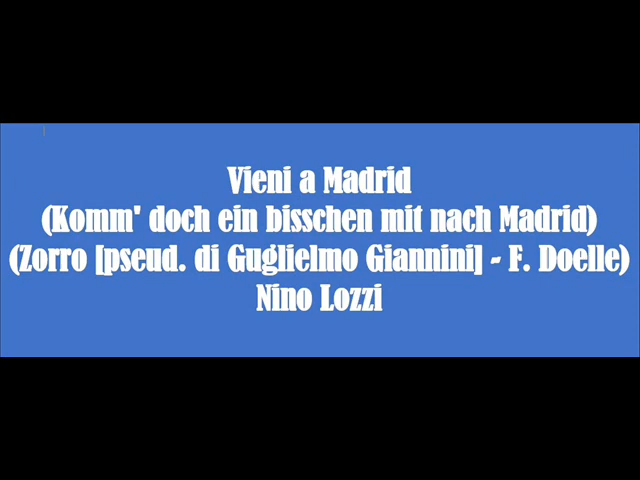 Vieni a Madrid
(Komm' doch ein bisschen mit nach Madrid)
(Zorro [pseud. di Guglielmo Giannini] - F. Doelle)
Nino Lozzi